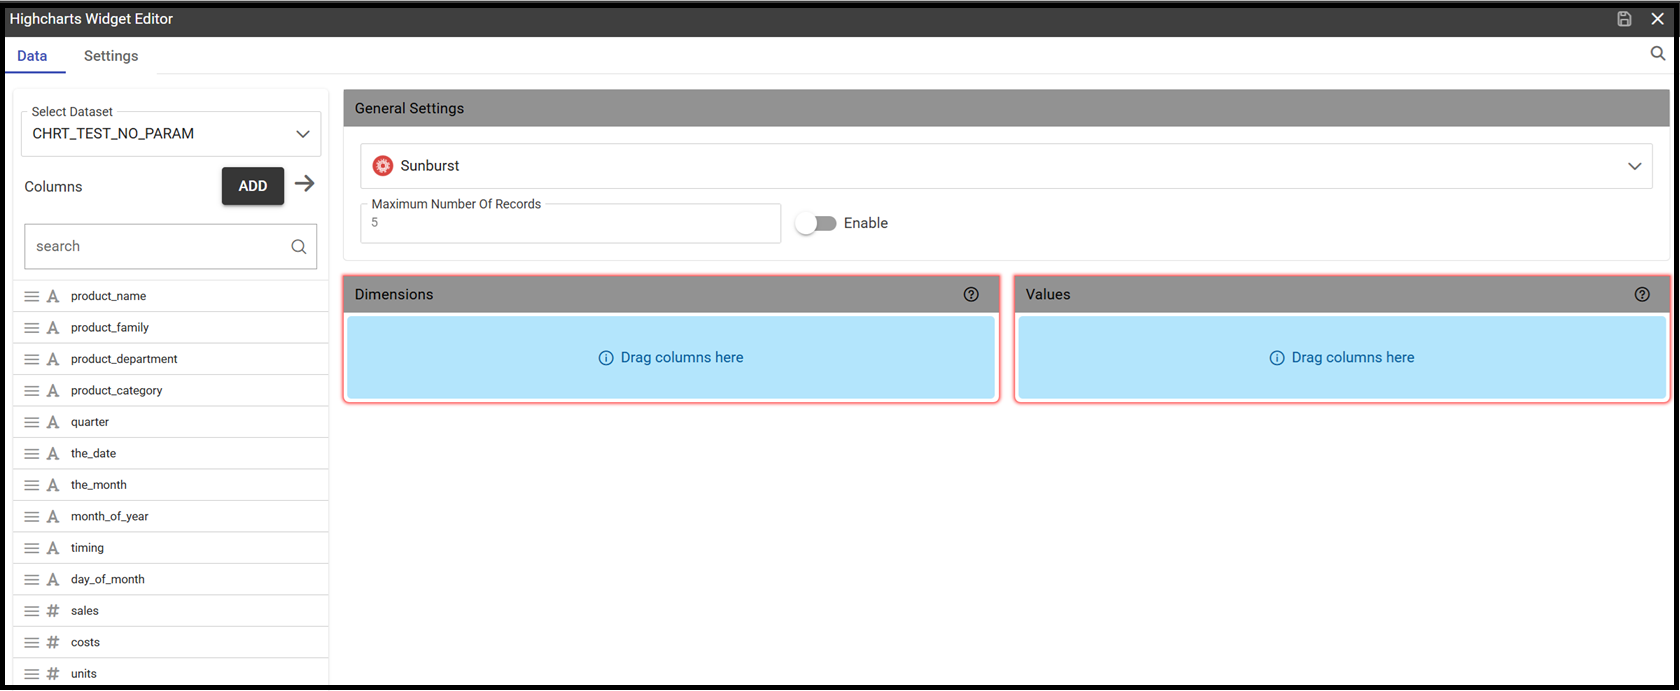 Highcharts Widget Editor
Data
Settings
Select Dataset
CHRT_TEST_NO_PARAM
Columns
ADD
search
product_name
product_family
product_department
product_category
quarter
the_date
the_month
month_of_year
timing
day_of_month
sales
costs
units
General Settings
Sunburst
Maximum Number Of Records
5
Enable
Dimensions
Drag columns here
Values
Drag columns here